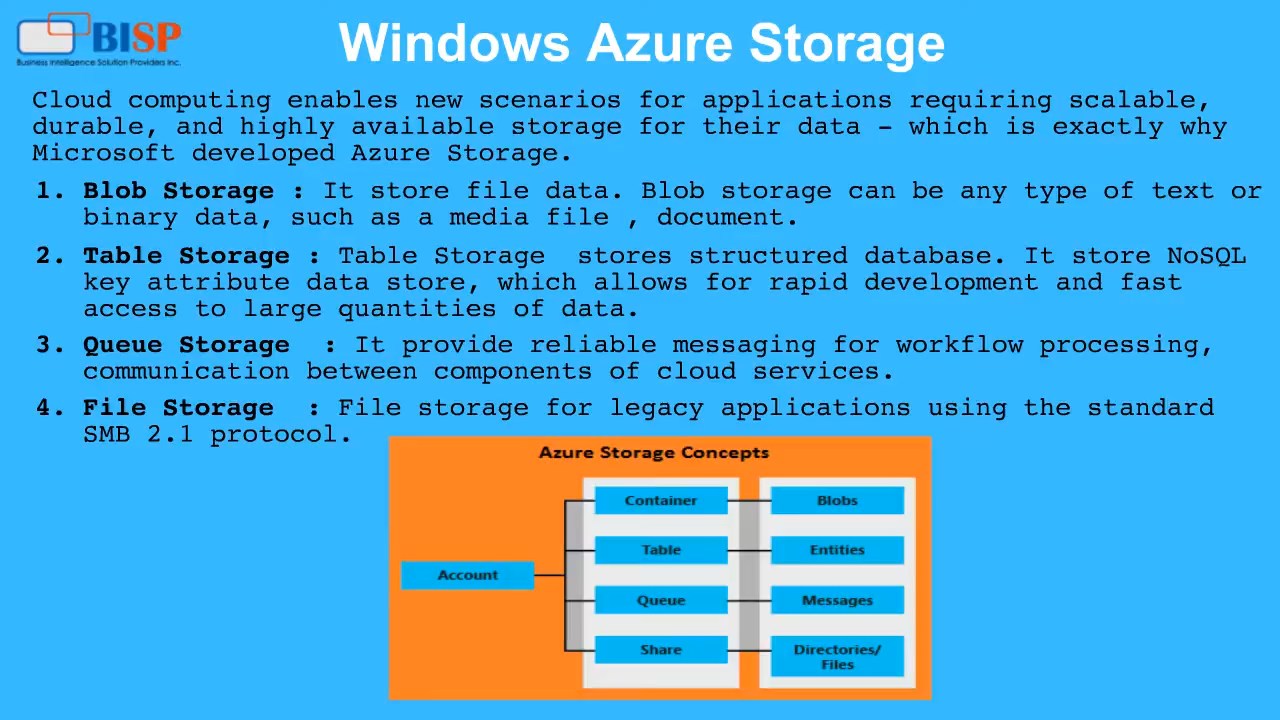 BISP
Business Intelligence Solution Providers Inc.
Windows Azure Storage
Cloud computing enables new scenarios for applications requiring scalable,
durable, and highly available storage for their data – which is exactly why
Microsoft developed Azure Storage.
1. Blob Storage : It store file data. Blob storage can be any type of text or
binary data, such as a media file , document.
2. Table Storage : Table Storage  stores structured database. It store NoSQL
key attribute data store, which allows for rapid development and fast
access to large quantities of data.
3. Queue Storage  : It provide reliable messaging for workflow processing,
communication between components of cloud services.
4. File Storage  : File storage for legacy applications using the standard
SMB 2.1 protocol.
Azure Storage Concepts
Container Blobs
Table Entities
Account
Queue Messages
Share Directories/
Files